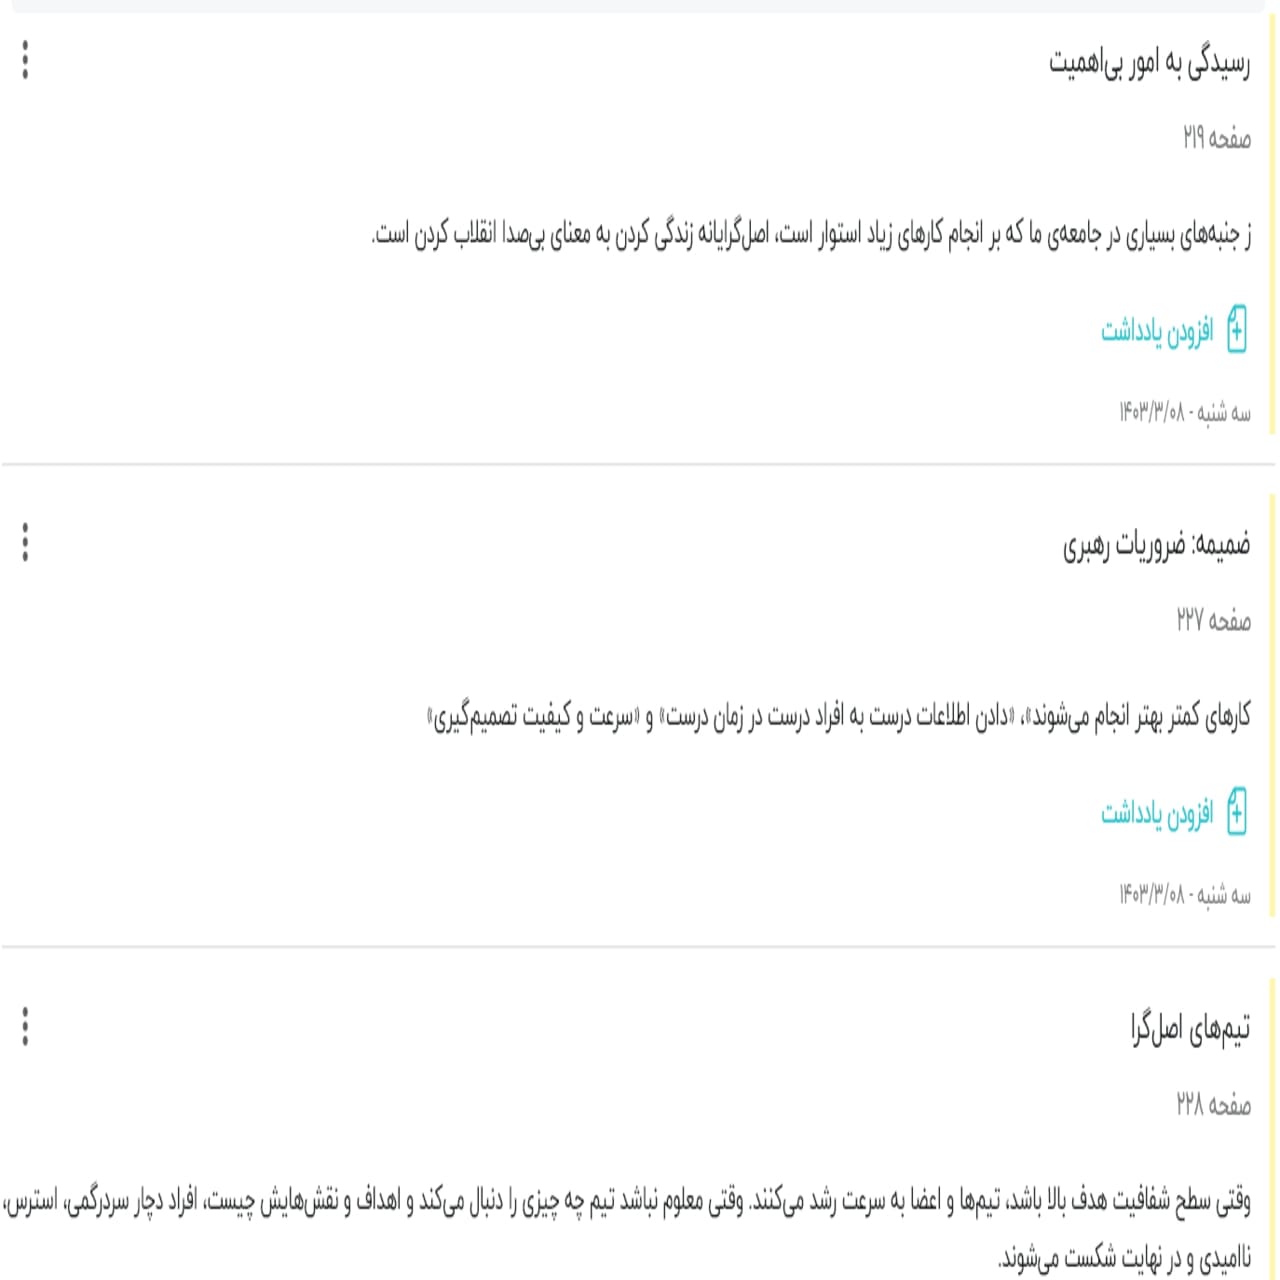 رسیدگی به امور بی‌اهمیت
صفحه ۲۱۹
ز جنبه‌های بسیاری در جامعه‌ی ما که بر انجام کارهای زیاد استوار است، اصل‌گرایانه زندگی کردن به معنای بی‌صدا انقلاب کردن است.
افزودن یادداشت
سه شنبه - ۱۴۰۳/۳/۰۸
ضمیمه: ضروریات رهبری
صفحه ۲۲۷
کارهای کمتر بهتر انجام می‌شوند»، «دادن اطلاعات درست به افراد درست در زمان درست» و «سرعت و کیفیت تصمیم‌گیری»
افزودن یادداشت
سه شنبه - ۱۴۰۳/۳/۰۸
تیم‌های اصل‌گرا
صفحه ۲۲۸
وقتی سطح شفافیت هدف بالا باشد، تیم‌ها و اعضا به سرعت رشد می‌کنند. وقتی معلوم نباشد تیم چه چیزی را دنبال می‌کند و اهداف و نقش‌هایش چیست، افراد دچار سردرگمی، استرس،
ناامیدی و در نهایت شکست می‌شوند.